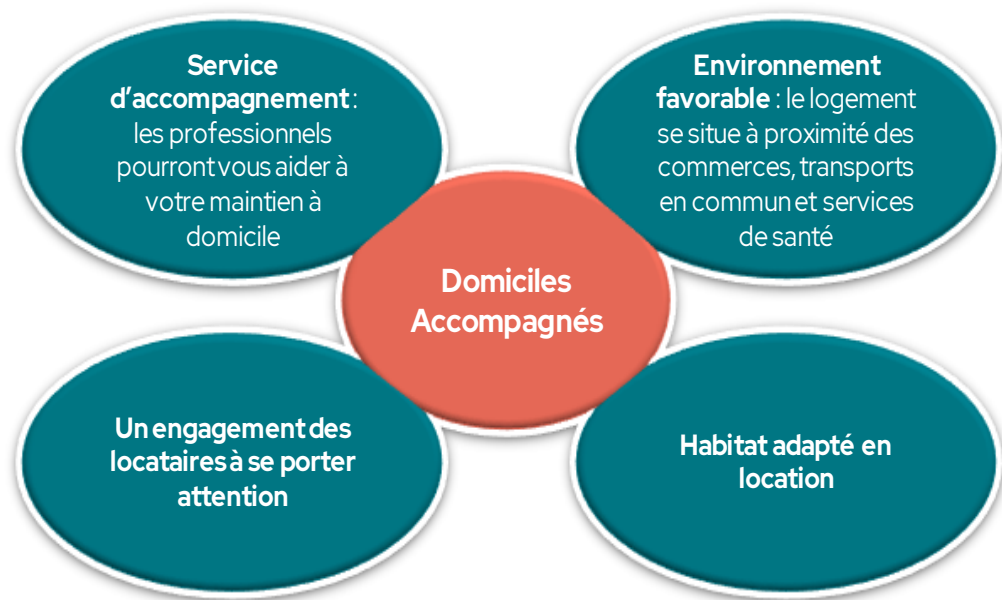 Service
d’accompagnement :
les professionnels
pourront vous aider à
votre maintien à
domicile
Environnement
favorable : le logement
se situe à proximité des
commerces, transports
en commun et services
de santé
Domiciles
Accompagnés
Un engagement des
locataires à se porter
attention
Habitat adapté en
location